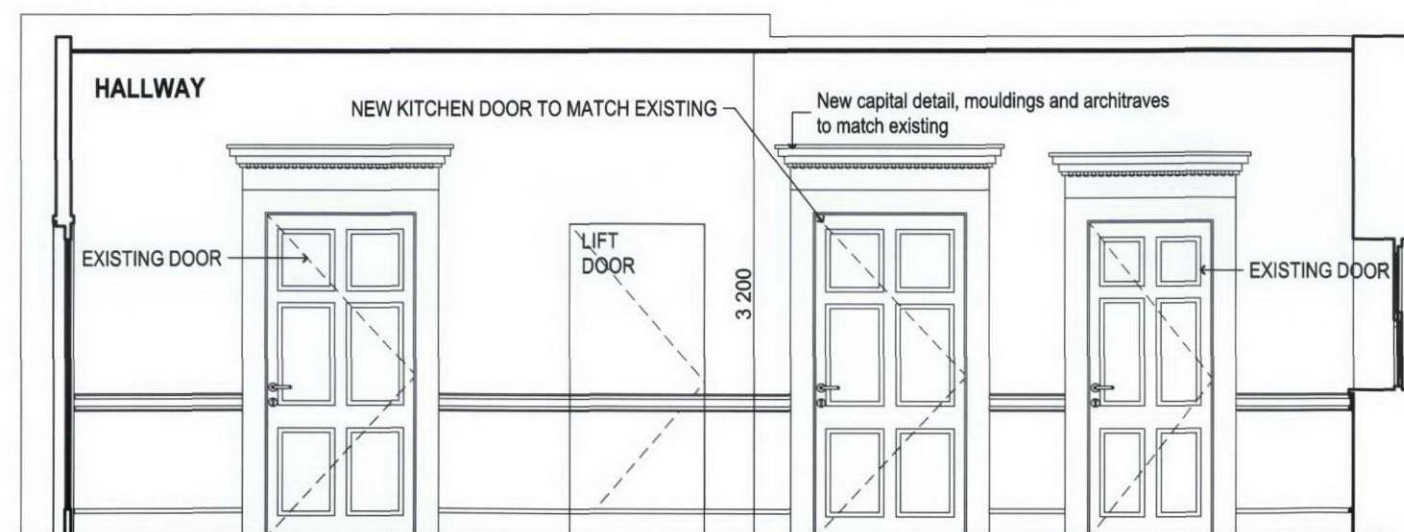 HALLWAY
NEW KITCHEN DOOR TO MATCH EXISTING
New capital detail, mouldings and architraves
to match existing
EXISTING DOOR
LIFT
DOOR
3 200
EXISTING DOOR